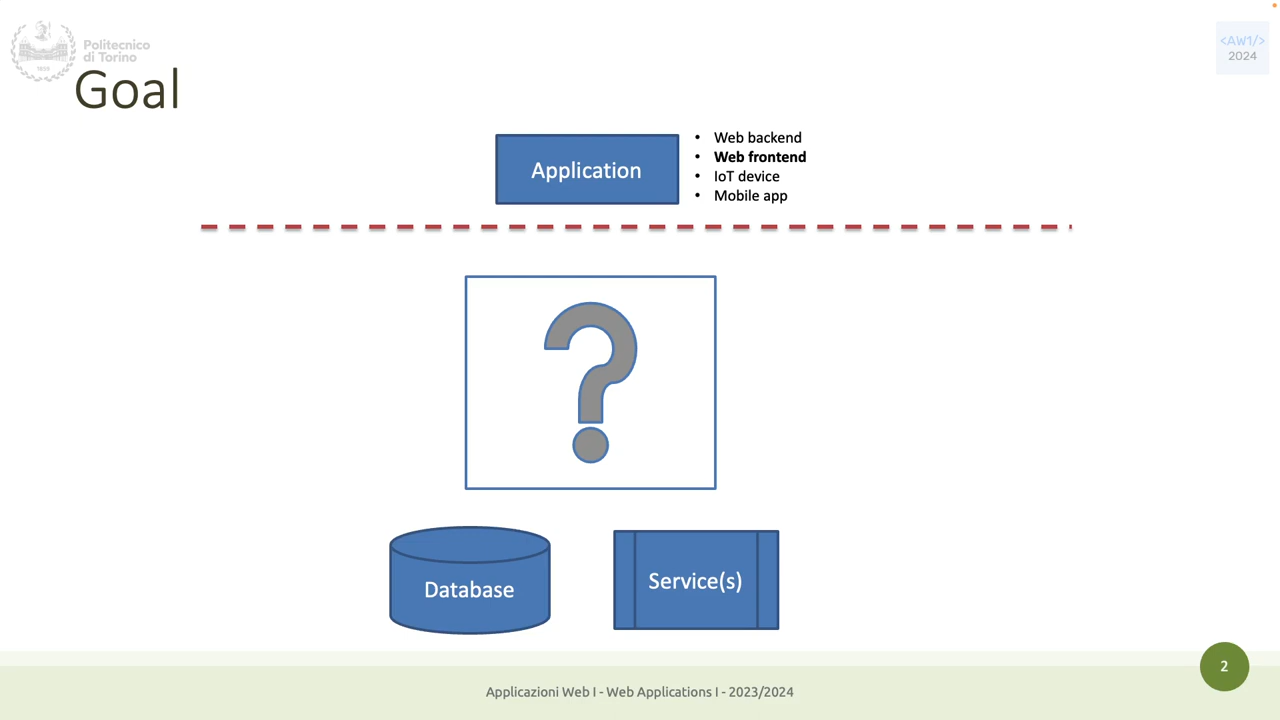 Politecnico
di Torino
1859
<AW1/>
2024
Goal
Application
• Web backend
• Web frontend
• IoT device
• Mobile app
?
Database
Service(s)
2
Applicazioni Web I - Web Applications I - 2023/2024